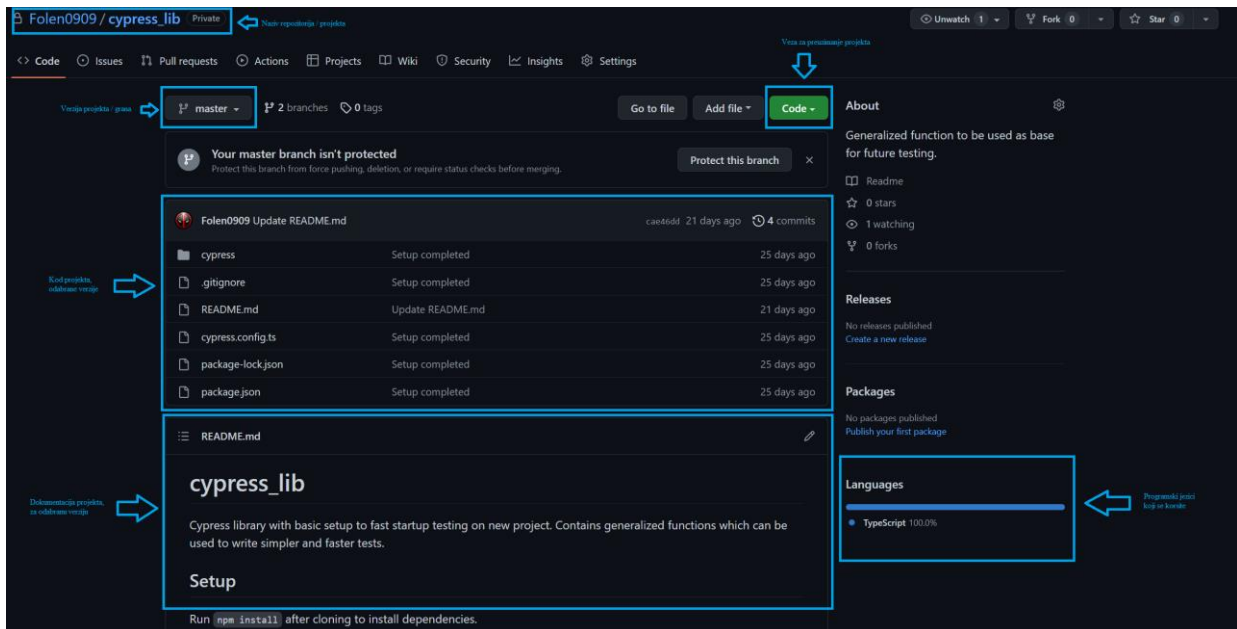 Folen0909 / cypress_lib Private
Naziv repozitorija / projekta
Unwatch 1 Fork 0 Star 0
Veza za preuzimanje projekta
Code Issues Pull requests Actions Projects Wiki Security Insights Settings
Verzija projekta / grana
master 2 branches 0 tags
Go to file Add file Code
Your master branch isn't protected
Protect this branch from force pushing, deletion, or require status checks before merging.
Protect this branch
Folen0909 Update README.md cae46dd 21 days ago 4 commits
cypress Setup completed 25 days ago
.gitignore Setup completed 25 days ago
README.md Update README.md 21 days ago
cypress.config.ts Setup completed 25 days ago
package-lock.json Setup completed 25 days ago
package.json Setup completed 25 days ago
Kod projekta,
odabrane verzije
README.md
cypress_lib
Cypress library with basic setup to fast startup testing on new project. Contains generalized functions which can be
used to write simpler and faster tests.
Setup
Run npm install after cloning to install dependencies.
Dokumentacija projekta,
za odabranu verziju
About
Generalized function to be used as base
for future testing.
Readme
0 stars
1 watching
0 forks
Releases
No releases published
Create a new release
Packages
No packages published
Publish your first package
Languages
TypeScript 100.0%
Programski jezici
koji se koriste